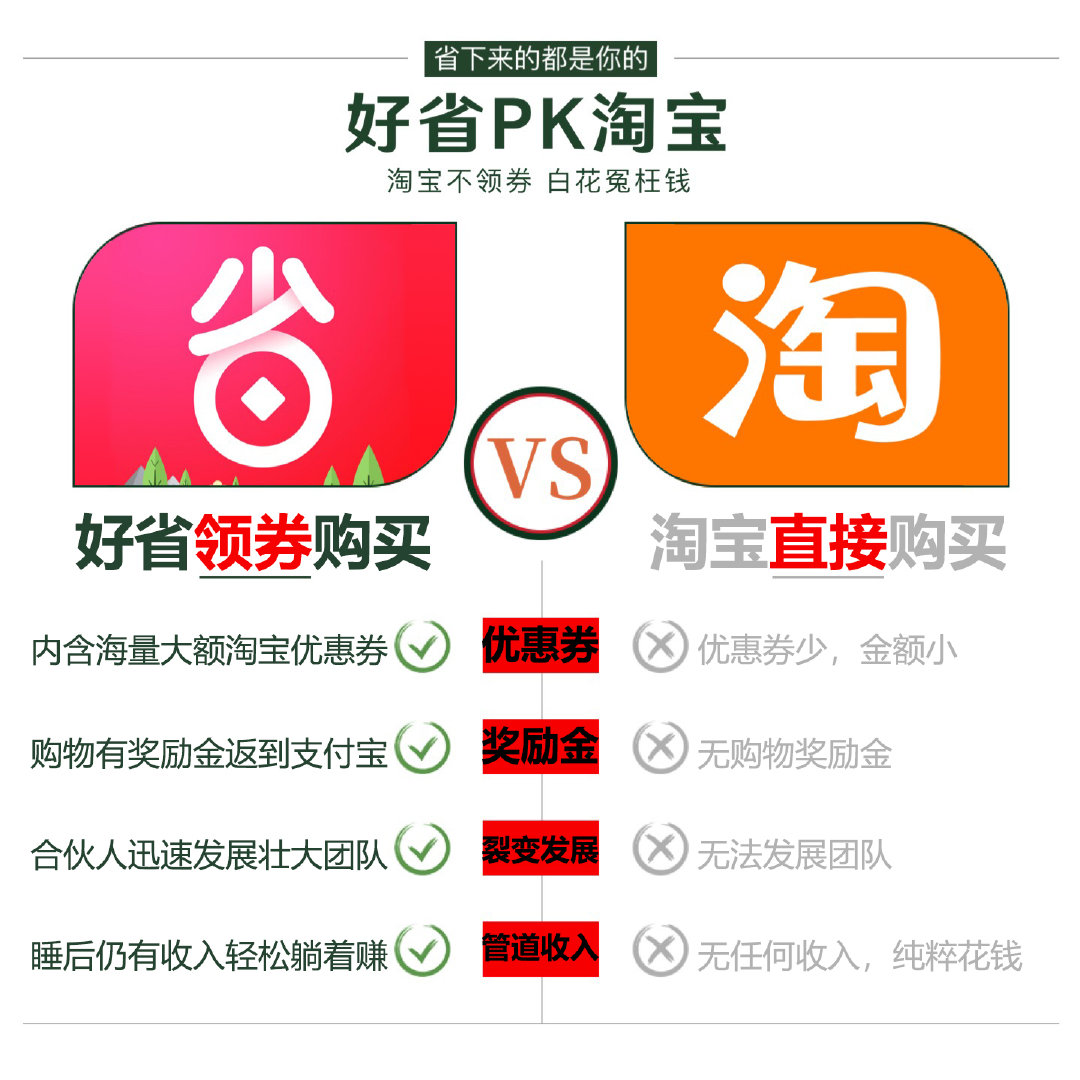 省下来的都是你的
好省PK淘宝
淘宝不领券 白花冤枉钱
省
淘
VS
好省领券购买
淘宝直接购买
内含海量大额淘宝优惠券
优惠券
优惠券少，金额小
购物有奖励金返到支付宝
奖励金
无购物奖励金
合伙人迅速发展壮大团队
裂变发展
无法发展团队
睡后仍有收入轻松躺着赚
管道收入
无任何收入，纯粹花钱